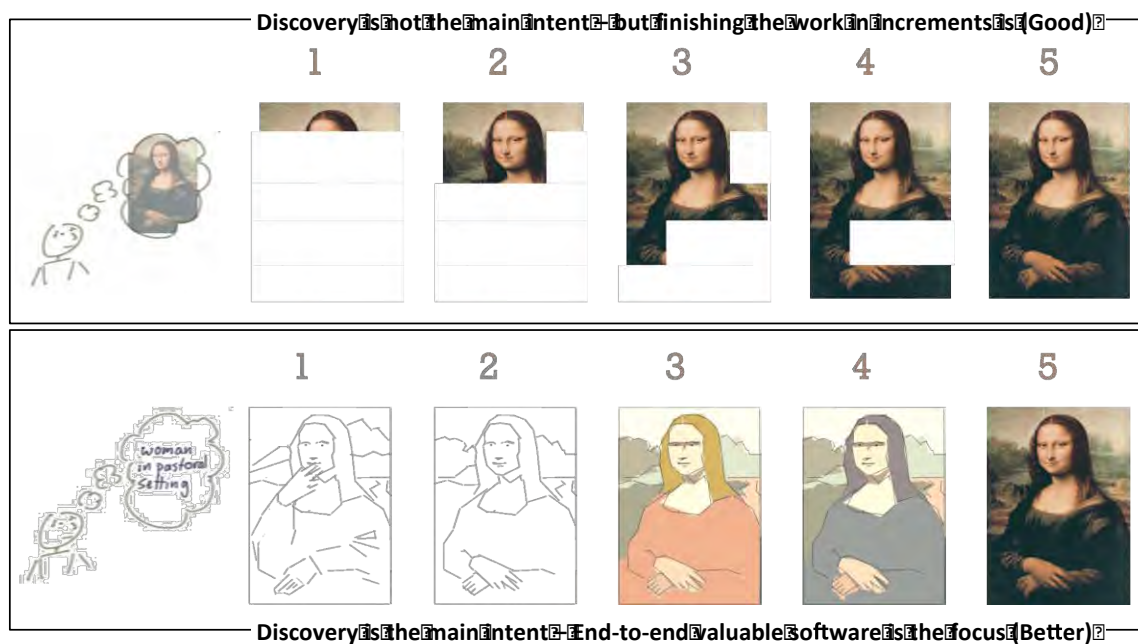 Discovery is not the main intent – but finishing the work in increments is (Good)
1 2 3 4 5
1 2 3 4 5
woman
in pastoral
setting
Discovery is the main intent – End-to-end valuable software is the focus (Better)